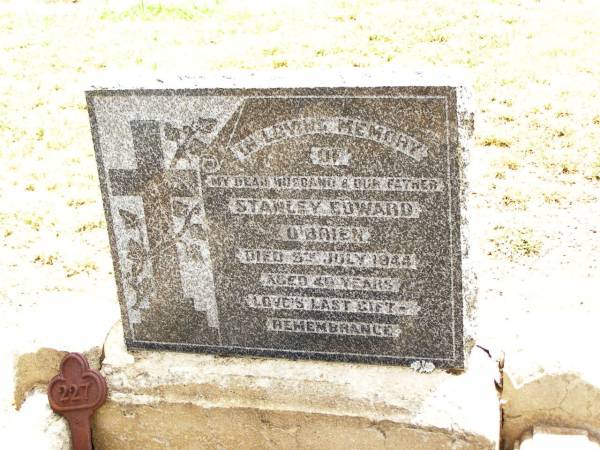 IN LOVING MEMORY
OF
MY DEAR HUSBAND & OUR FATHER
STANLEY EDWARD
O'BRIEN
DIED JULY 1944
AGED YEARS
LOVE'S LAST GIFT –
REMEMBRANCE
227